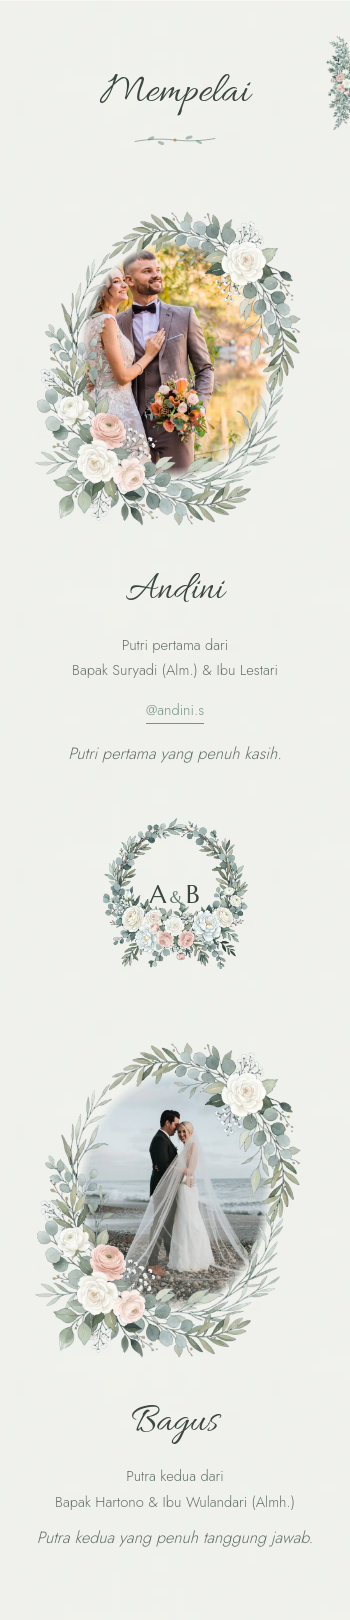 Mempelai
Andini
Putri pertama dari
Bapak Suryadi (Alm.) & Ibu Lestari
@andini.s
Putri pertama yang penuh kasih.
A & B
Bagus
Putra kedua dari
Bapak Hartono & Ibu Wulandari (Almh.)
Putra kedua yang penuh tanggung jawab.